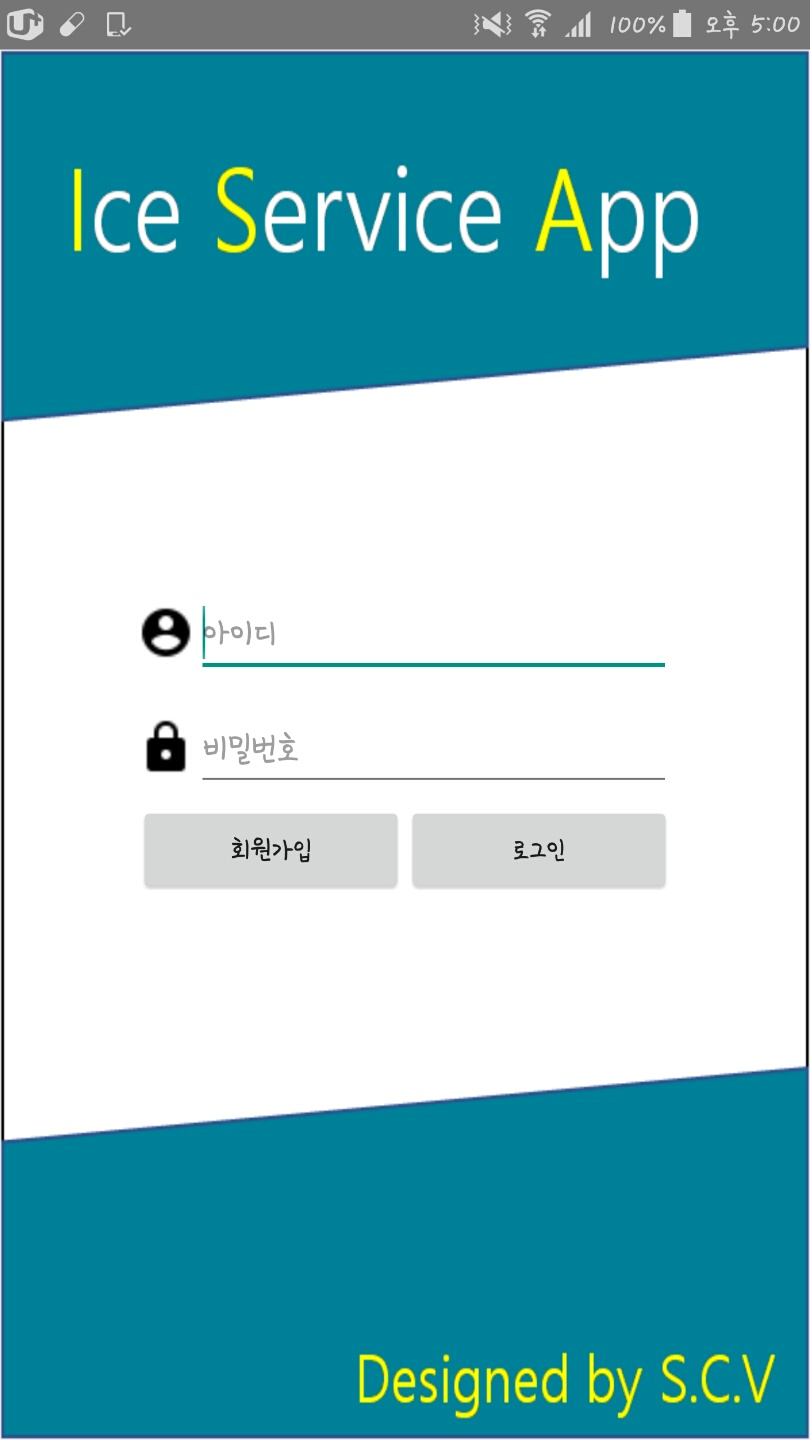 U+ 100% 오후 5:00
Ice Service App
아이디
비밀번호
회원가입 로그인
Designed by S.C.V